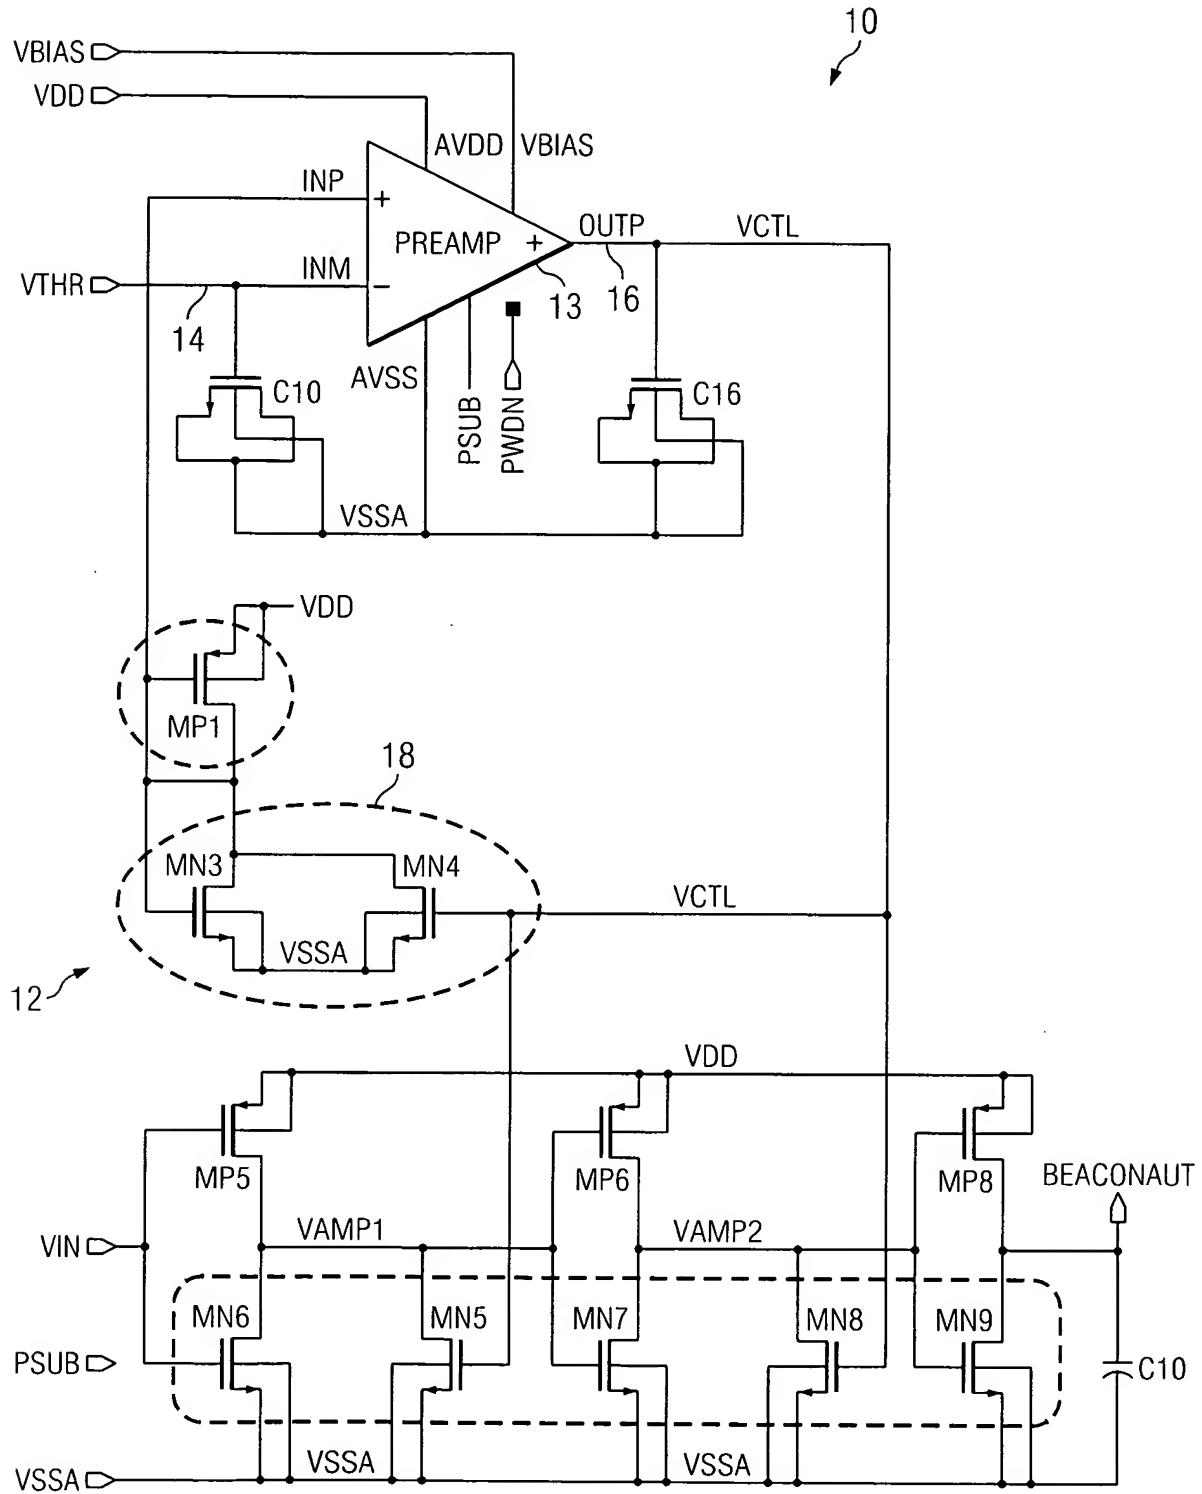 10
VBIAS
VDD
AVDD VBIAS
INP
+
PREAMP +
OUTP
VCTL
VTHR
INM
−
13
16
14
AVSS
C10
PSUB
PWDN
C16
VSSA
VDD
MP1
18
MN3
MN4
VCTL
VSSA
12
VDD
MP5
MP6
MP8
BEACONAUT
VIN
VAMP1
VAMP2
MN6
MN5
MN7
MN8
MN9
PSUB
C10
VSSA
VSSA
VSSA